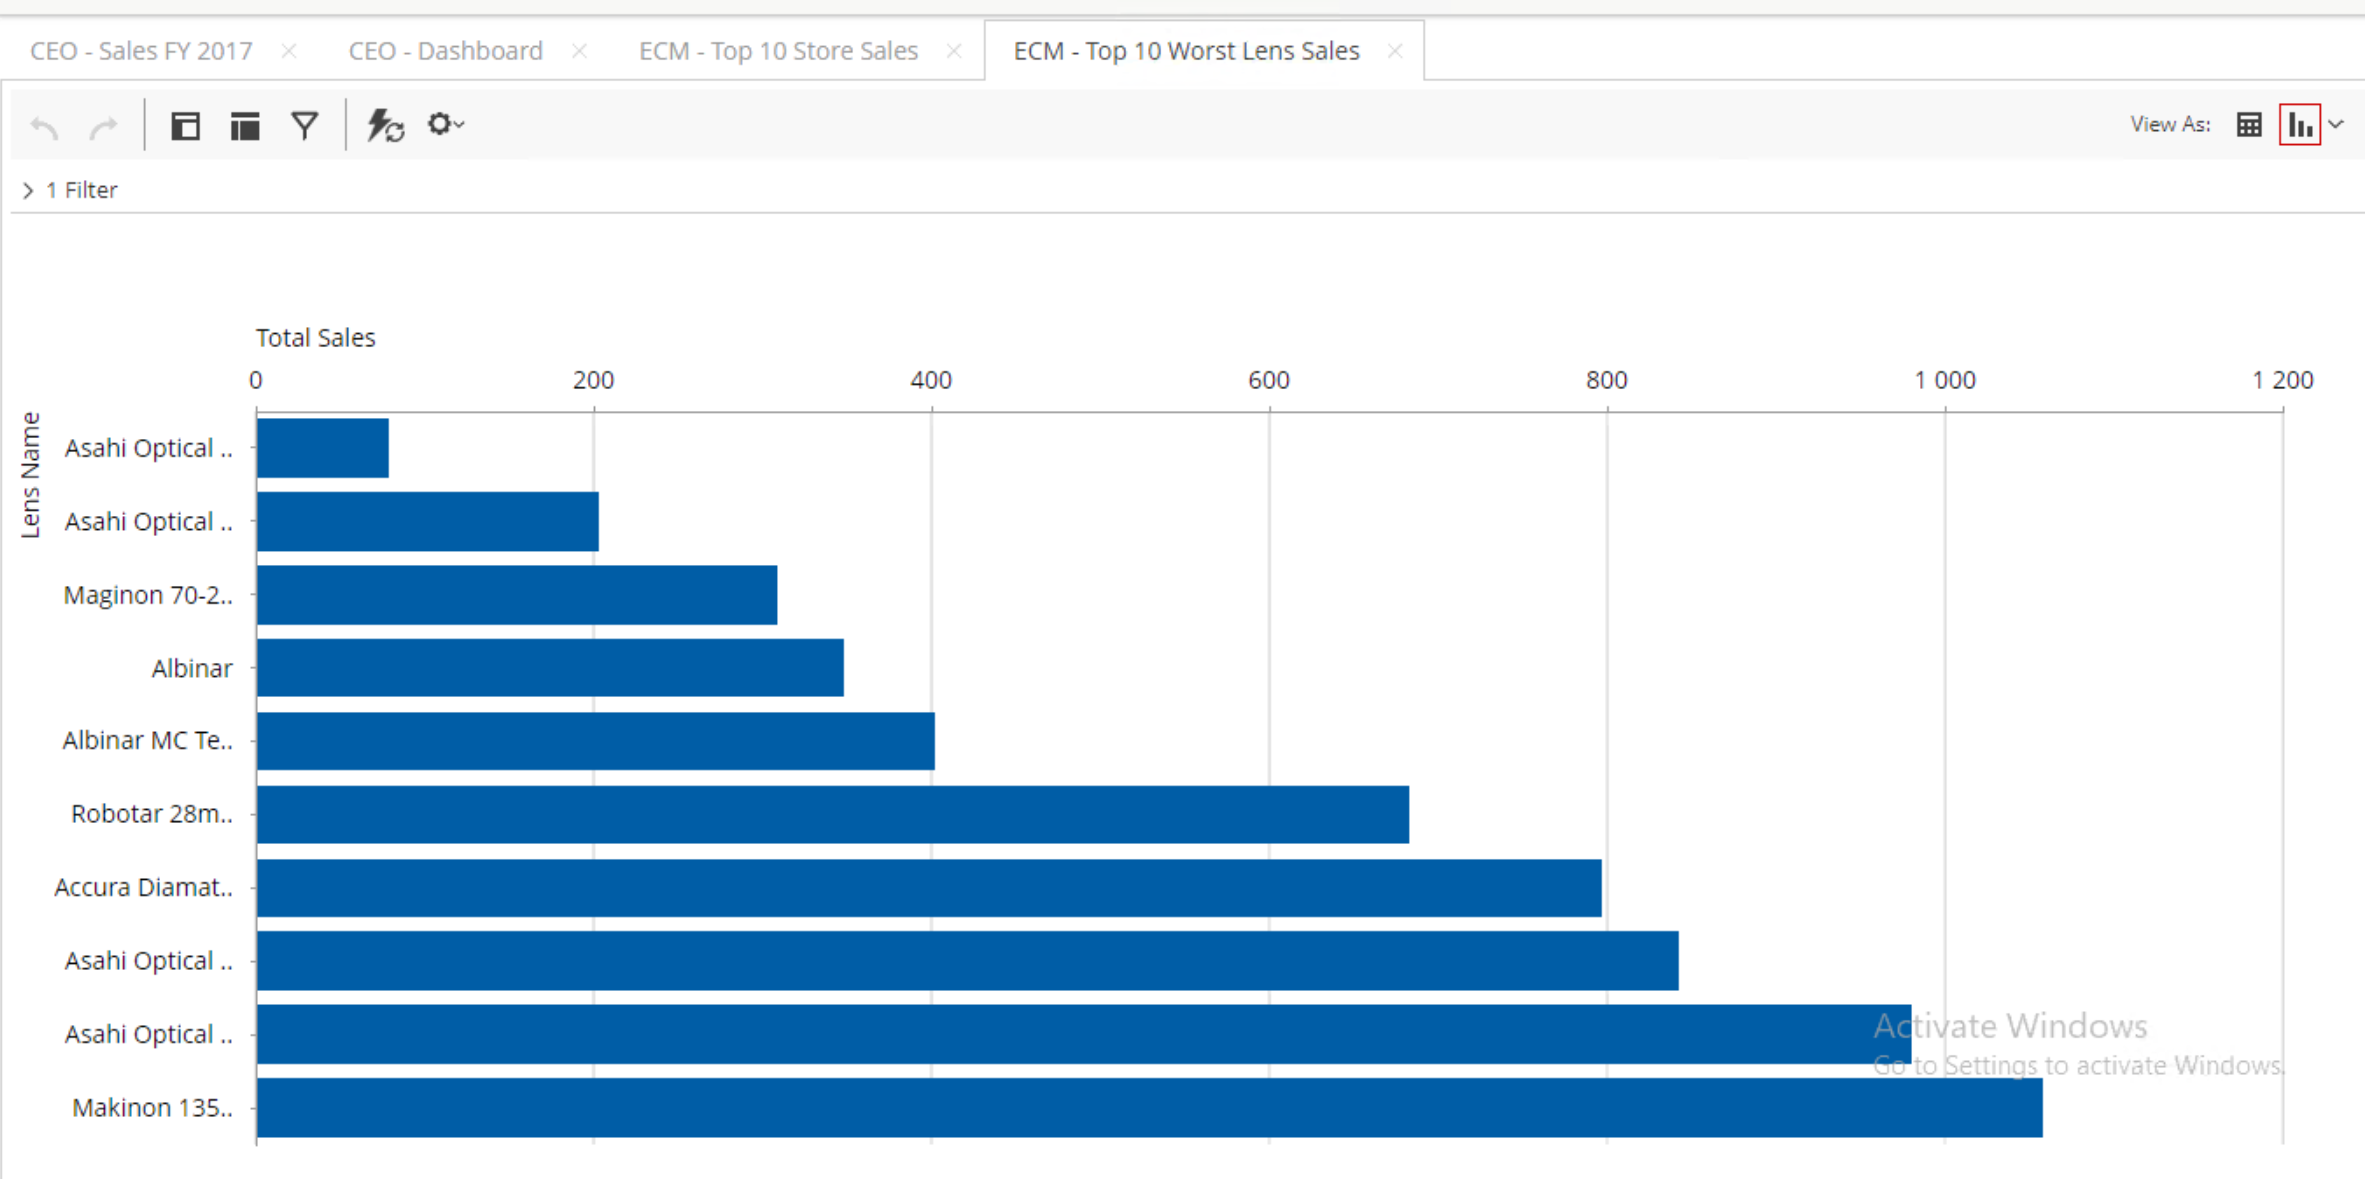 CEO - Sales FY 2017 CEO - Dashboard ECM - Top 10 Store Sales ECM - Top 10 Worst Lens Sales
View As:
1 Filter
Total Sales
0 200 400 600 800 1 000 1 200
Lens Name
Asahi Optical ..
Asahi Optical ..
Maginon 70-2..
Albinar
Albinar MC Te..
Robotar 28m..
Accura Diamat..
Asahi Optical ..
Asahi Optical ..
Makinon 135..
Activate Windows
Go to Settings to activate Windows.